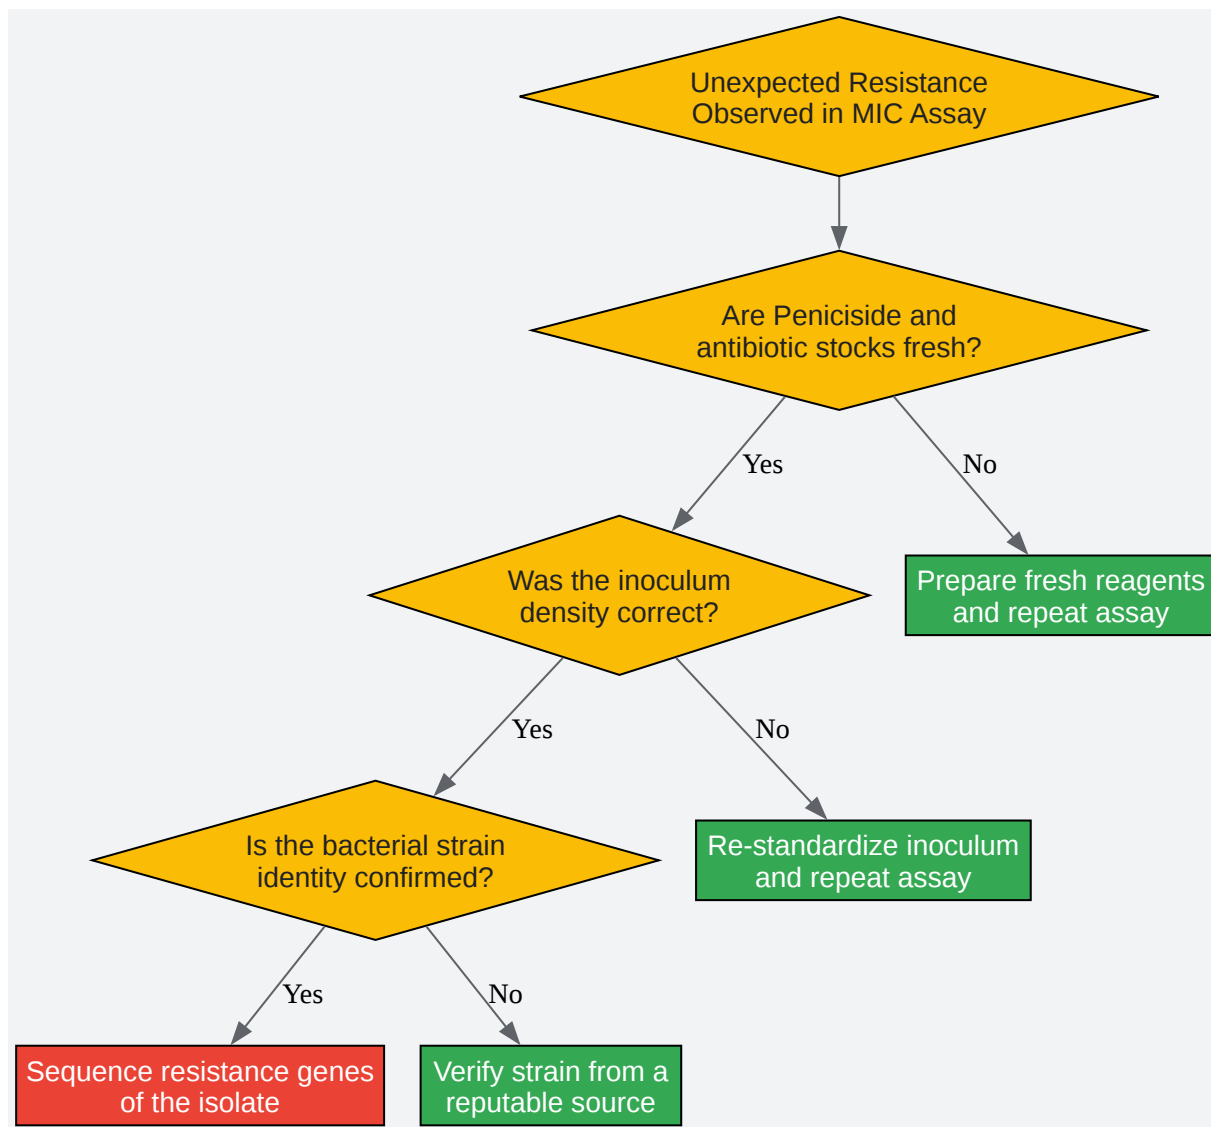 Unexpected Resistance
Observed in MIC Assay
Are Peniciside and
antibiotic stocks fresh?
Yes
No
Was the inoculum
density correct?
Prepare fresh reagents
and repeat assay
Yes
No
Is the bacterial strain
identity confirmed?
Re-standardize inoculum
and repeat assay
Yes
No
Sequence resistance genes
of the isolate
Verify strain from a
reputable source